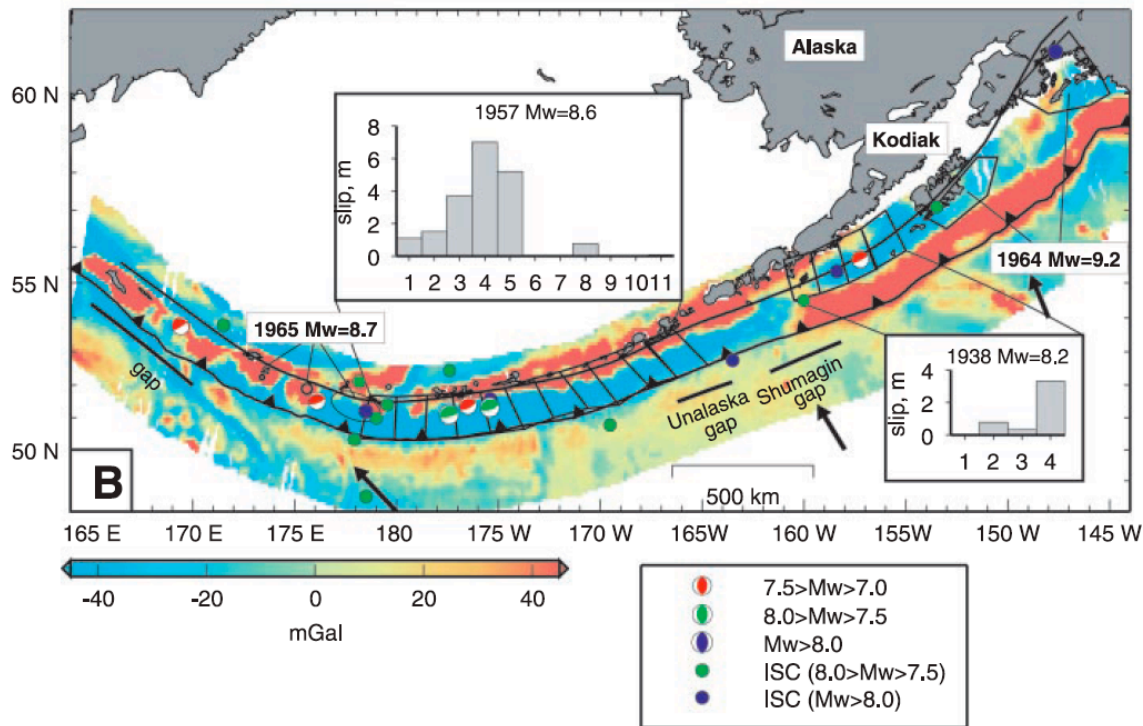 Alaska
60 N
1957 Mw=8.6
8
6
4
2
0
slip, m
1 2 3 4 5 6 7 8 9 1011
Kodiak
55 N
1964 Mw=9.2
1965 Mw=8.7
gap
1938 Mw=8,2
4
2
0
slip, m
1 2 3 4
Unalaska
gap
Shumagin
gap
50 N
B
500 km
165 E 170 E 175 E 180 175 W 170 W 165W 160 W 155W 150 W 145 W
-40 -20 0 20 40
mGal
7.5>Mw>7.0
8.0>Mw>7.5
Mw>8.0
ISC (8.0>Mw>7.5)
ISC (Mw>8.0)